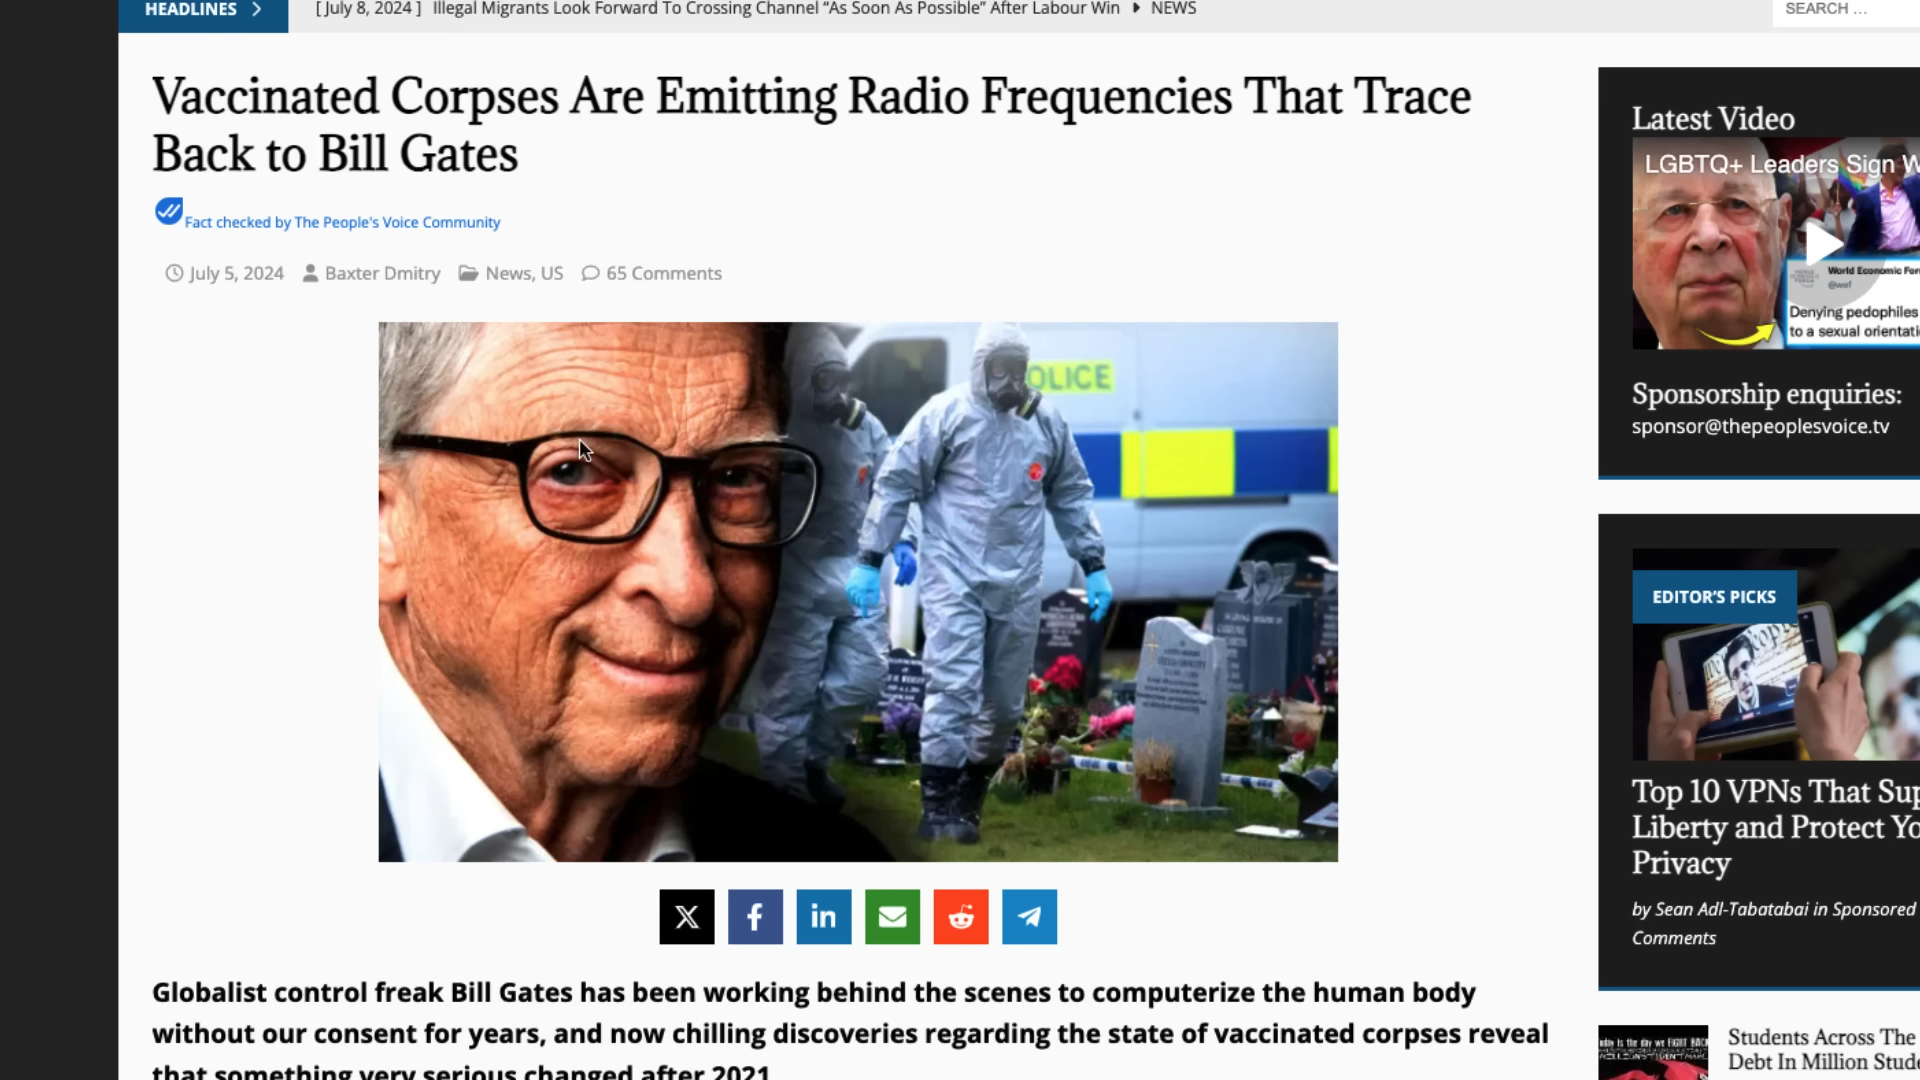 HEADLINES
[ July 8, 2024 ] Illegal Migrants Look Forward To Crossing Channel “As Soon As Possible” After Labour Win NEWS
SEARCH …
Vaccinated Corpses Are Emitting Radio Frequencies That Trace
Back to Bill Gates
Fact checked by The People's Voice Community
July 5, 2024 Baxter Dmitry News, US 65 Comments
OLICE
Globalist control freak Bill Gates has been working behind the scenes to computerize the human body
without our consent for years, and now chilling discoveries regarding the state of vaccinated corpses reveal
that something very serious changed after 2021.
Latest Video
LGBTQ+ Leaders Sign W
World Economic For
@wef
Denying pedophiles
to a sexual orientati
Sponsorship enquiries:
sponsor@thepeoplesvoice.tv
EDITOR’S PICKS
Top 10 VPNs That Sup
Liberty and Protect Yo
Privacy
by Sean Adl-Tabatabai in Sponsored
Comments
Students Across The
Debt In Million Stude